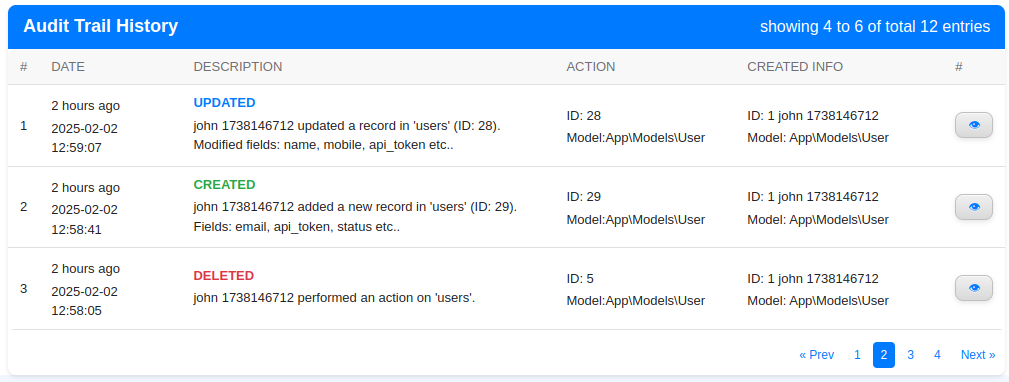 Audit Trail History
showing 4 to 6 of total 12 entries
# DATE DESCRIPTION ACTION CREATED INFO #
1
2 hours ago
2025-02-02
12:59:07
UPDATED
john 1738146712 updated a record in 'users' (ID: 28).
Modified fields: name, mobile, api_token etc..
ID: 28
Model:App\Models\User
ID: 1 john 1738146712
Model: App\Models\User
2
2 hours ago
2025-02-02
12:58:41
CREATED
john 1738146712 added a new record in 'users' (ID: 29).
Fields: email, api_token, status etc..
ID: 29
Model:App\Models\User
ID: 1 john 1738146712
Model: App\Models\User
3
2 hours ago
2025-02-02
12:58:05
DELETED
john 1738146712 performed an action on 'users'.
ID: 5
Model:App\Models\User
ID: 1 john 1738146712
Model: App\Models\User
« Prev 1 2 3 4 Next »